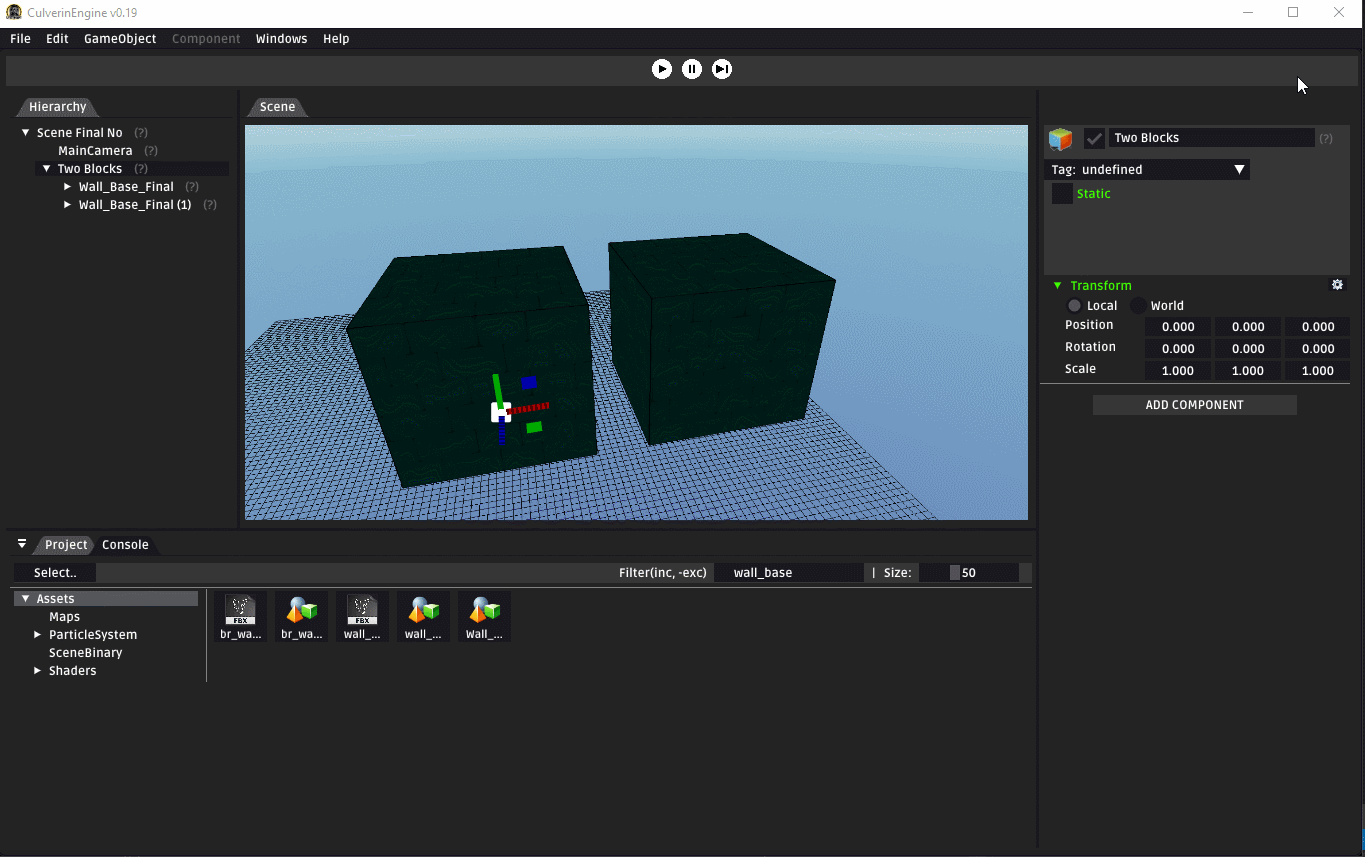 CulverinEngine v0.19
File Edit GameObject Component Windows Help
Hierarchy
Scene Final No (?)
MainCamera (?)
Two Blocks (?)
Wall_Base_Final (?)
Wall_Base_Final (1) (?)
Scene
Two Blocks (?)
Tag: undefined
Static
Transform
Local World
Position 0.000 0.000 0.000
Rotation 0.000 0.000 0.000
Scale 1.000 1.000 1.000
ADD COMPONENT
Project Console
Select.. Filter(inc, -exc) wall_base | Size: 50
Assets
Maps
ParticleSystem
SceneBinary
Shaders
FBX FBX
br_wa... br_wa... wall_... wall_... Wall_...